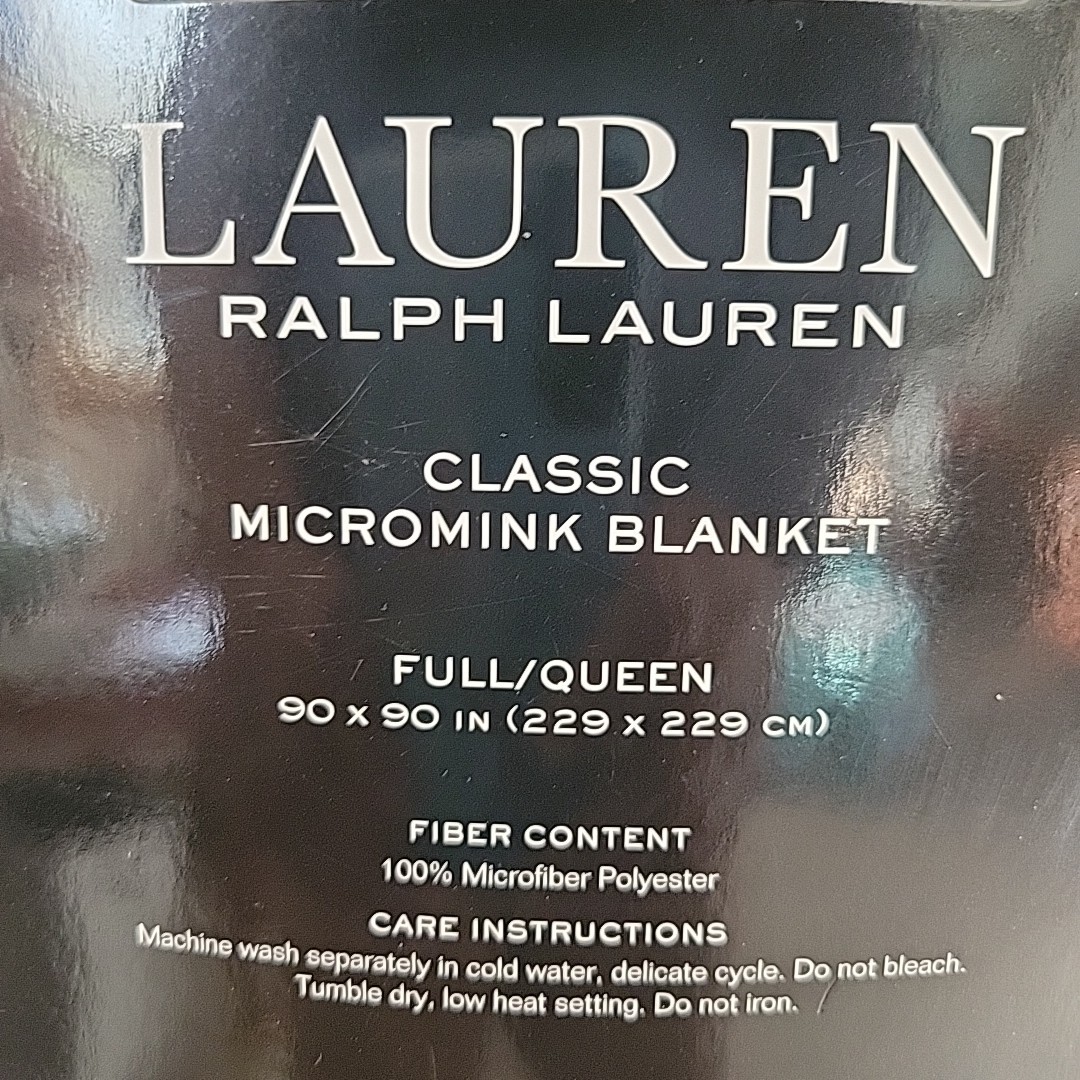 LAUREN
RALPH LAUREN
CLASSIC
MICROMINK BLANKET
FULL/QUEEN
90 x 90 IN (229 x 229 CM)
FIBER CONTENT
100% Microfiber Polyester
CARE INSTRUCTIONS
Machine wash separately in cold water, delicate cycle. Do not bleach.
Tumble dry, low heat setting. Do not iron.